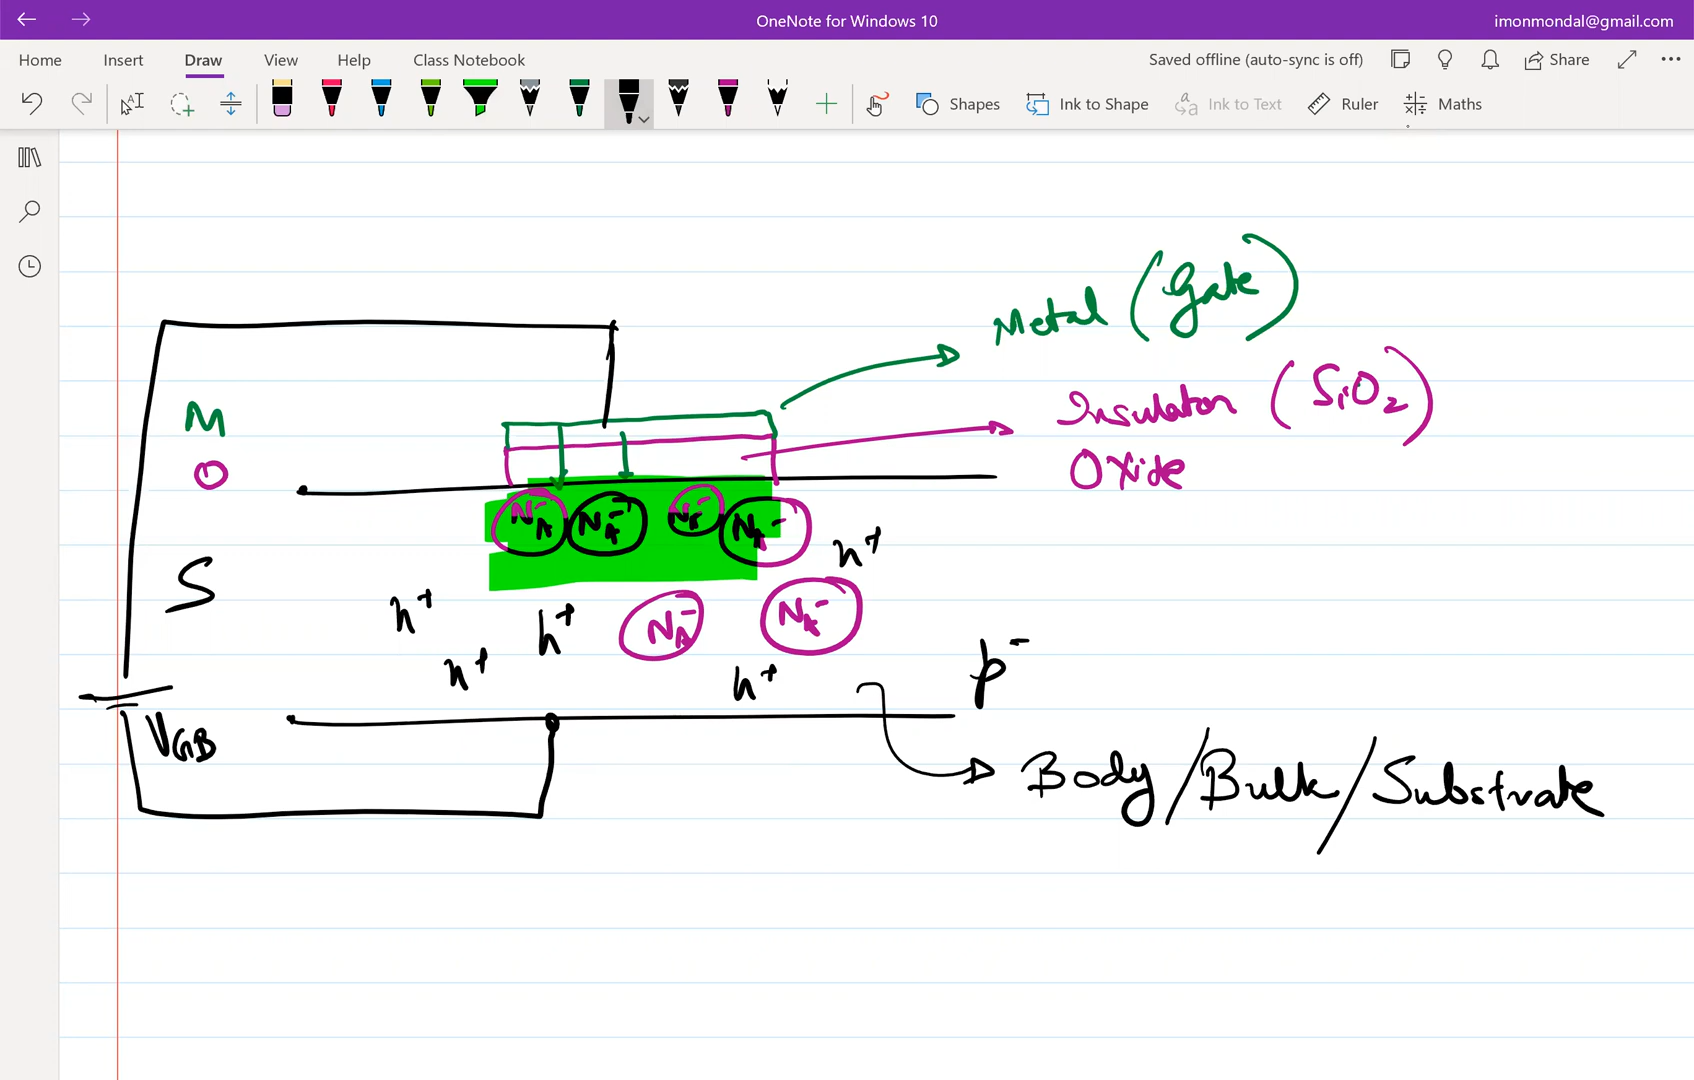 OneNote for Windows 10
imonmondal@gmail.com
Home Insert Draw View Help Class Notebook
Saved offline (auto-sync is off)
Share
Shapes Ink to Shape Ink to Text Ruler Maths
Metal (Gate)
M
Insulator (SiO2)
O
Oxide
NA- NA- NA- NA-
h+
S
h+ h+ NA- NA-
h+ h+ p-
VGB
Body/Bulk/Substrate